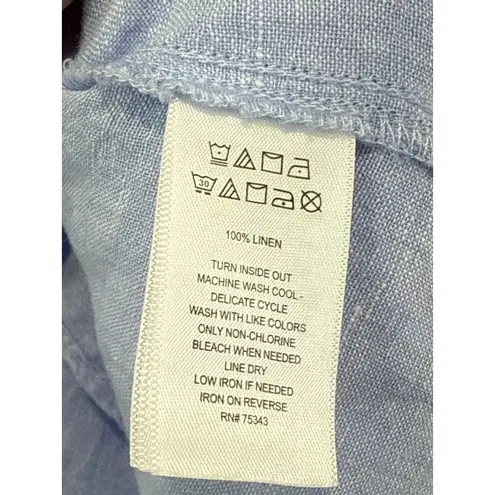 30
100% LINEN
TURN INSIDE OUT
MACHINE WASH COOL -
DELICATE CYCLE
WASH WITH LIKE COLORS
ONLY NON-CHLORINE
BLEACH WHEN NEEDED
LINE DRY
LOW IRON IF NEEDED
IRON ON REVERSE
RN# 75343